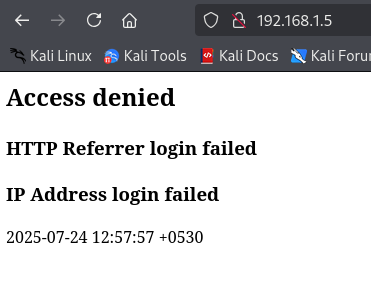 192.168.1.5
Kali Linux Kali Tools Kali Docs Kali Foru
Access denied
HTTP Referrer login failed
IP Address login failed
2025-07-24 12:57:57 +0530